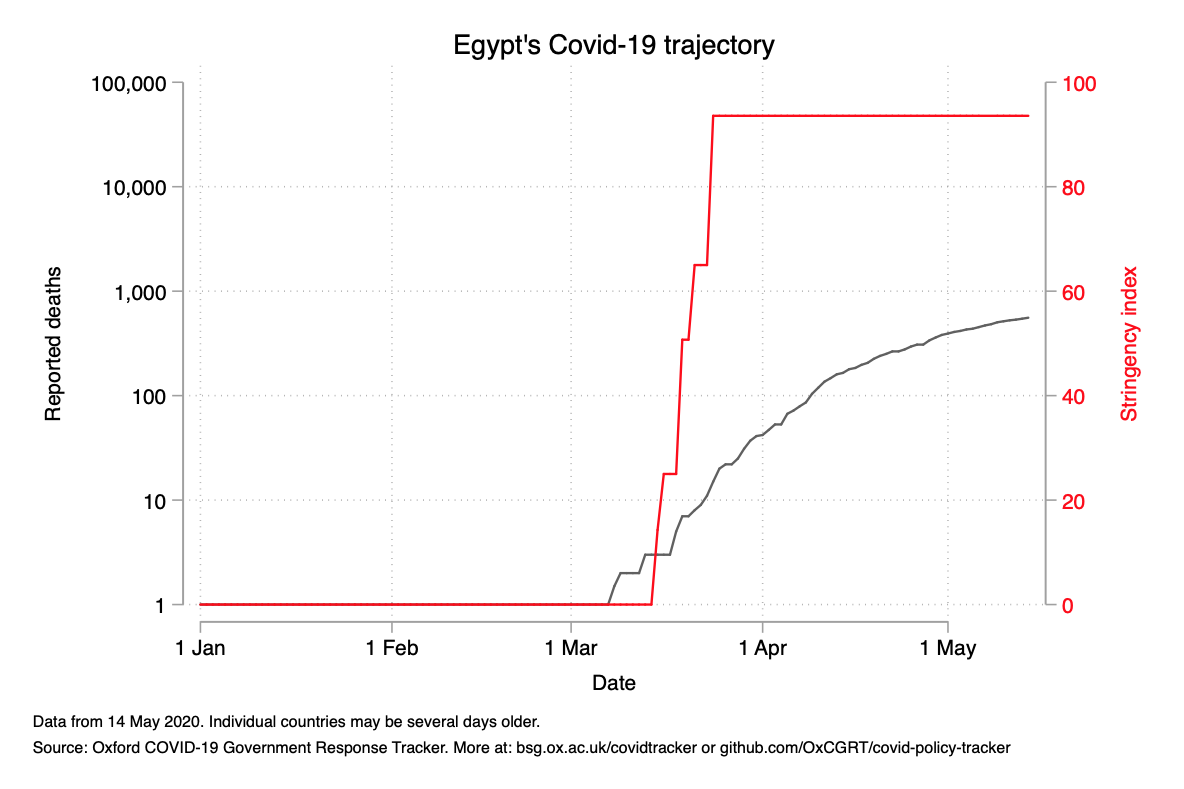 Egypt's Covid-19 trajectory
100,000
10,000
1,000
100
10
1
Reported deaths
100
80
60
40
20
0
Stringency index
1 Jan
1 Feb
1 Mar
1 Apr
1 May
Date
Data from 14 May 2020. Individual countries may be several days older.
Source: Oxford COVID-19 Government Response Tracker. More at: bsg.ox.ac.uk/covidtracker or github.com/OxCGRT/covid-policy-tracker